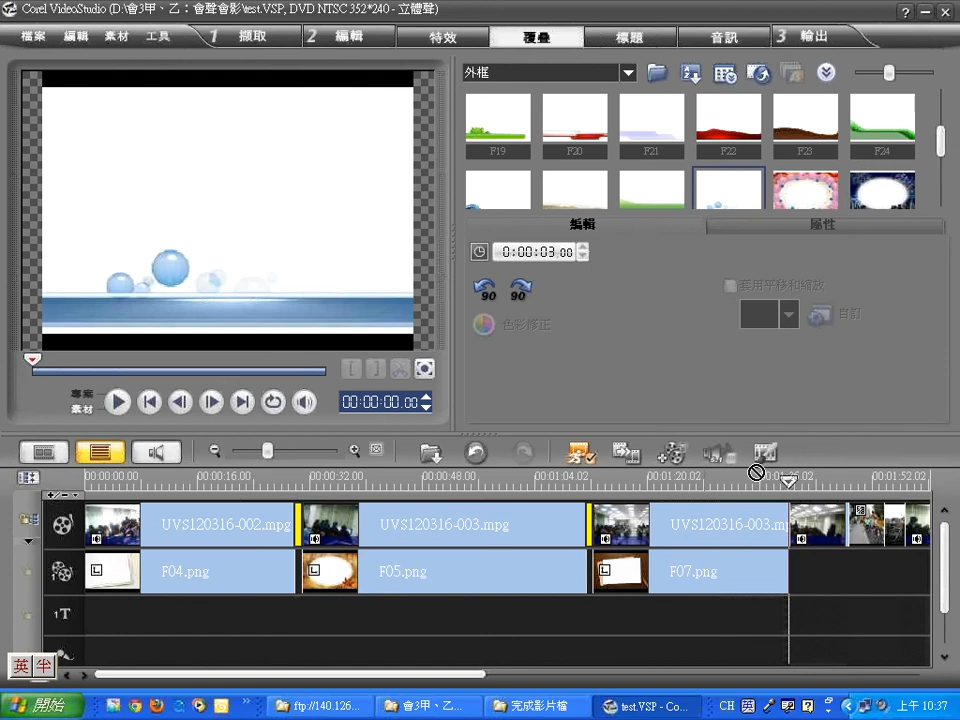 Corel VideoStudio (D:\會3甲、乙：會聲會影\test.VSP, DVD NTSC 352*240 - 立體聲)
檔案 編輯 素材 工具 1 擷取 2 編輯 特效 覆疊 標題 音訊 3 輸出
外框
F19 F20 F21 F22 F23 F24
編輯 屬性
0:00:03.00
90 90
套用平移和縮放
自訂
色彩修正
專案
素材
00:00:00.00
00:00:00.00 00:00:16.00 00:00:32.00 00:00:48.00 00:01:04.02 00:01:20.02 00:01:52.02
UVS120316-002.mpg UVS120316-003.mpg UVS120316-003.m
F04.png F05.png F07.png
1T
英 半
開始 ftp://140.126... 會3甲、乙... 完成影片檔 test.VSP - Co... CH 英 上午 10:37